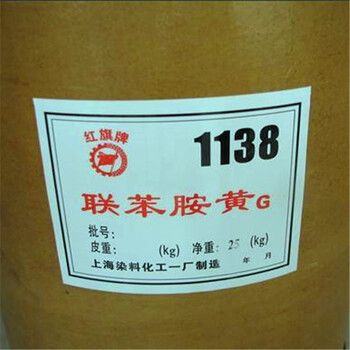 红旗牌
1138
联苯胺黄G
批号:
皮重: (kg) 净重: 25 (kg)
上海染料化工一厂制造 年 月